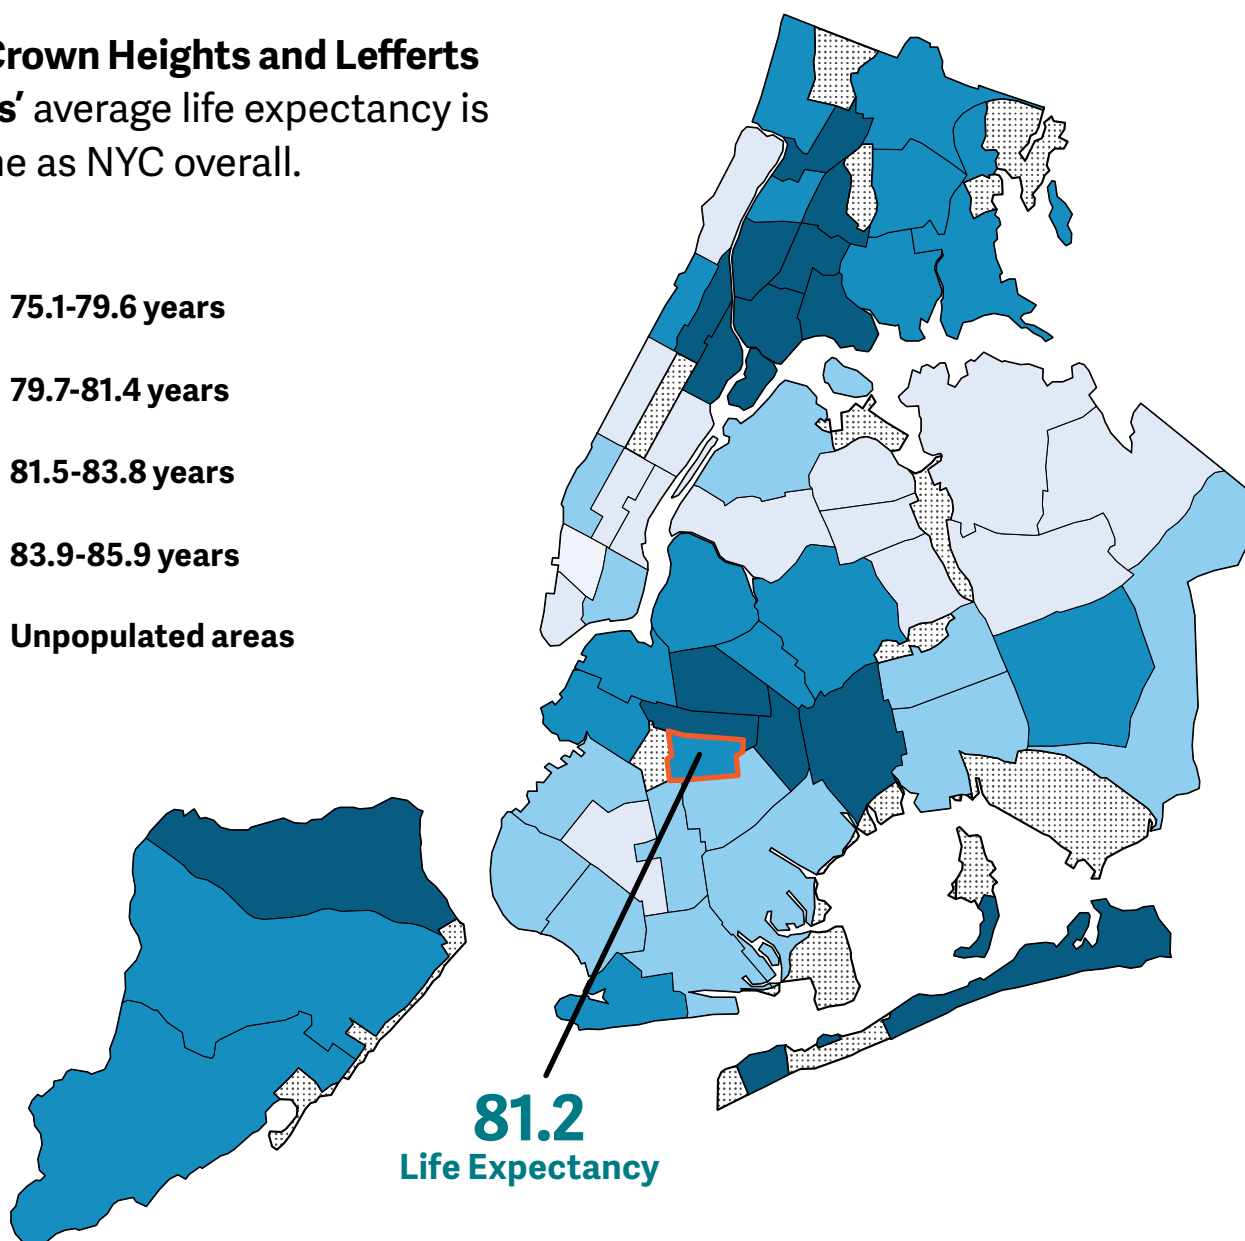 Crown Heights and Lefferts
s’ average life expectancy is
ne as NYC overall.
75.1-79.6 years
79.7-81.4 years
81.5-83.8 years
83.9-85.9 years
Unpopulated areas
81.2
Life Expectancy